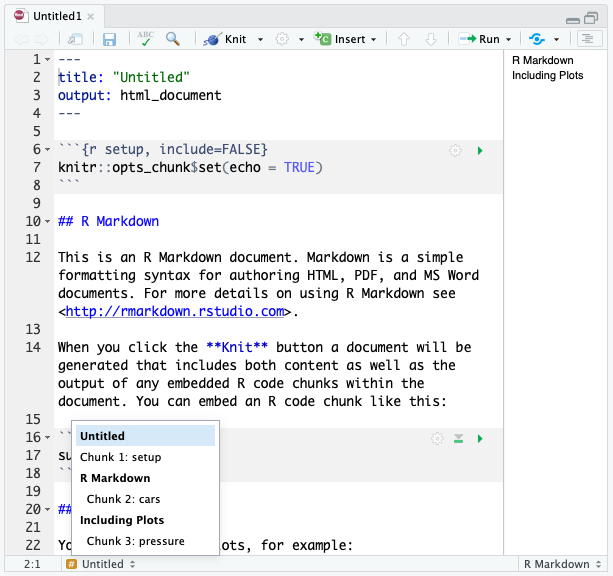 Untitled1
ABC Knit Insert Run
1 ---
2 title: "Untitled"
3 output: html_document
4 ---
5
6 ```{r setup, include=FALSE}
7 knitr::opts_chunk$set(echo = TRUE)
8 ```
9
10 ## R Markdown
11
12 This is an R Markdown document. Markdown is a simple
formatting syntax for authoring HTML, PDF, and MS Word
documents. For more details on using R Markdown see
<http://rmarkdown.rstudio.com>.
13
14 When you click the **Knit** button a document will be
generated that includes both content as well as the
output of any embedded R code chunks within the
document. You can embed an R code chunk like this:
15
16 ``
17 su
18 ``
19
20 ##
21
22 Yo ots, for example:
Untitled
Chunk 1: setup
R Markdown
Chunk 2: cars
Including Plots
Chunk 3: pressure
2:1 # Untitled R Markdown
R Markdown
Including Plots